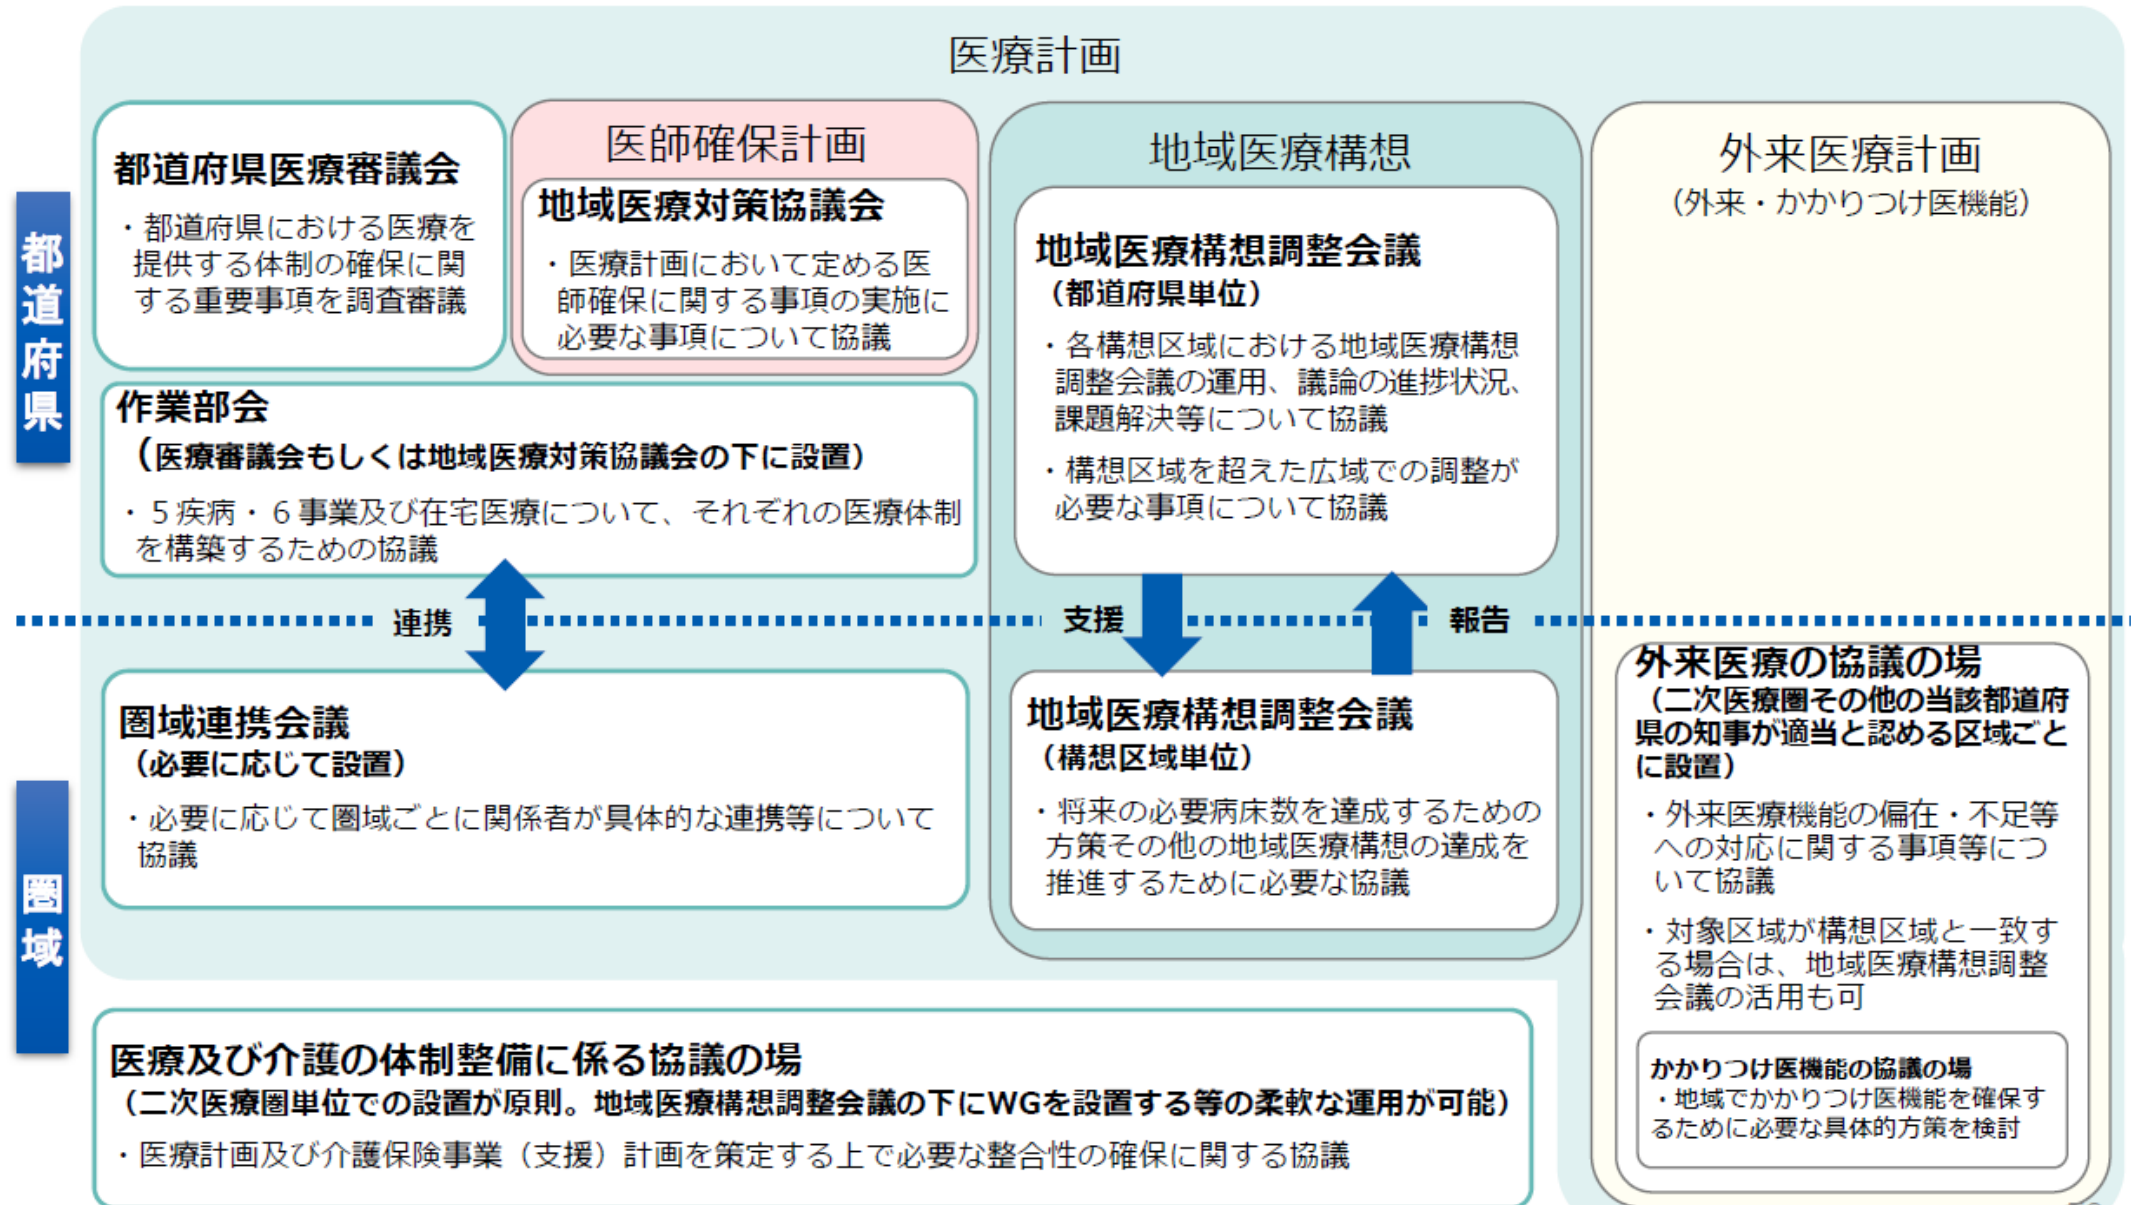 医療計画
都道府県
都道府県医療審議会
・都道府県における医療を
提供する体制の確保に関
する重要事項を調査審議
医師確保計画
地域医療対策協議会
・医療計画において定める医
師確保に関する事項の実施に
必要な事項について協議
作業部会
（医療審議会もしくは地域医療対策協議会の下に設置）
・５疾病・６事業及び在宅医療について、それぞれの医療体制
を構築するための協議
地域医療構想
地域医療構想調整会議
（都道府県単位）
・各構想区域における地域医療構想
調整会議の運用、議論の進捗状況、
課題解決等について協議
・構想区域を超えた広域での調整が
必要な事項について協議
外来医療計画
（外来・かかりつけ医機能）
連携
支援
報告
圏域
圏域連携会議
（必要に応じて設置）
・必要に応じて圏域ごとに関係者が具体的な連携等について
協議
地域医療構想調整会議
（構想区域単位）
・将来の必要病床数を達成するための
方策その他の地域医療構想の達成を
推進するために必要な協議
外来医療の協議の場
（二次医療圏その他の当該都道府
県の知事が適当と認める区域ごと
に設置）
・外来医療機能の偏在・不足等
への対応に関する事項等につ
いて協議
・対象区域が構想区域と一致す
る場合は、地域医療構想調整
会議の活用も可
かかりつけ医機能の協議の場
・地域でかかりつけ医機能を確保す
るために必要な具体的方策を検討
医療及び介護の体制整備に係る協議の場
（二次医療圏単位での設置が原則。地域医療構想調整会議の下にWGを設置する等の柔軟な運用が可能）
・医療計画及び介護保険事業（支援）計画を策定する上で必要な整合性の確保に関する協議